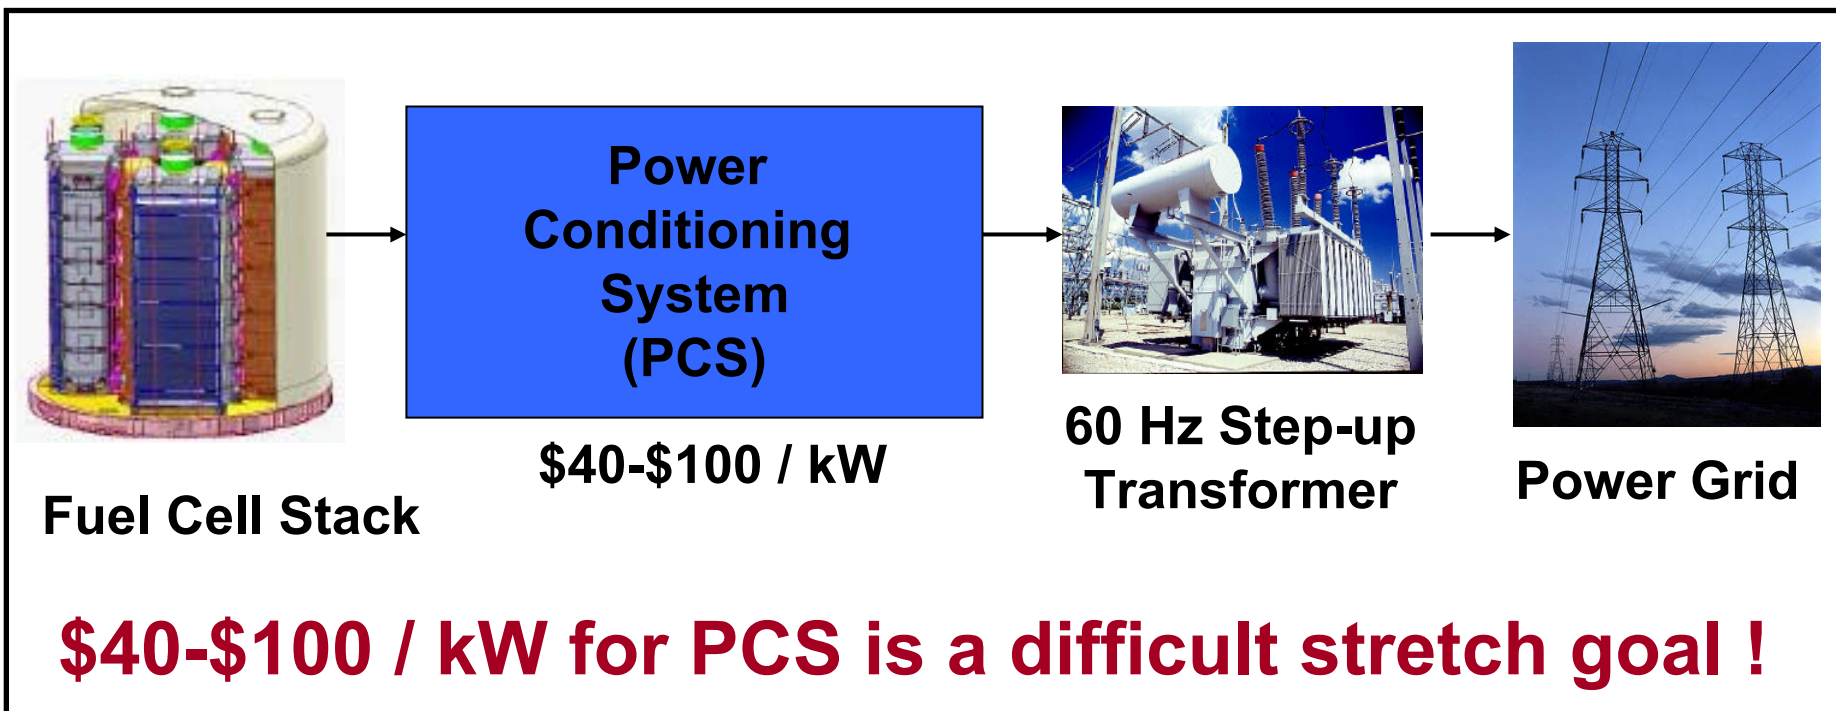 Power
Conditioning
System
(PCS)
$40-$100 / kW
Fuel Cell Stack
60 Hz Step-up
Transformer
Power Grid
$40-$100 / kW for PCS is a difficult stretch goal !